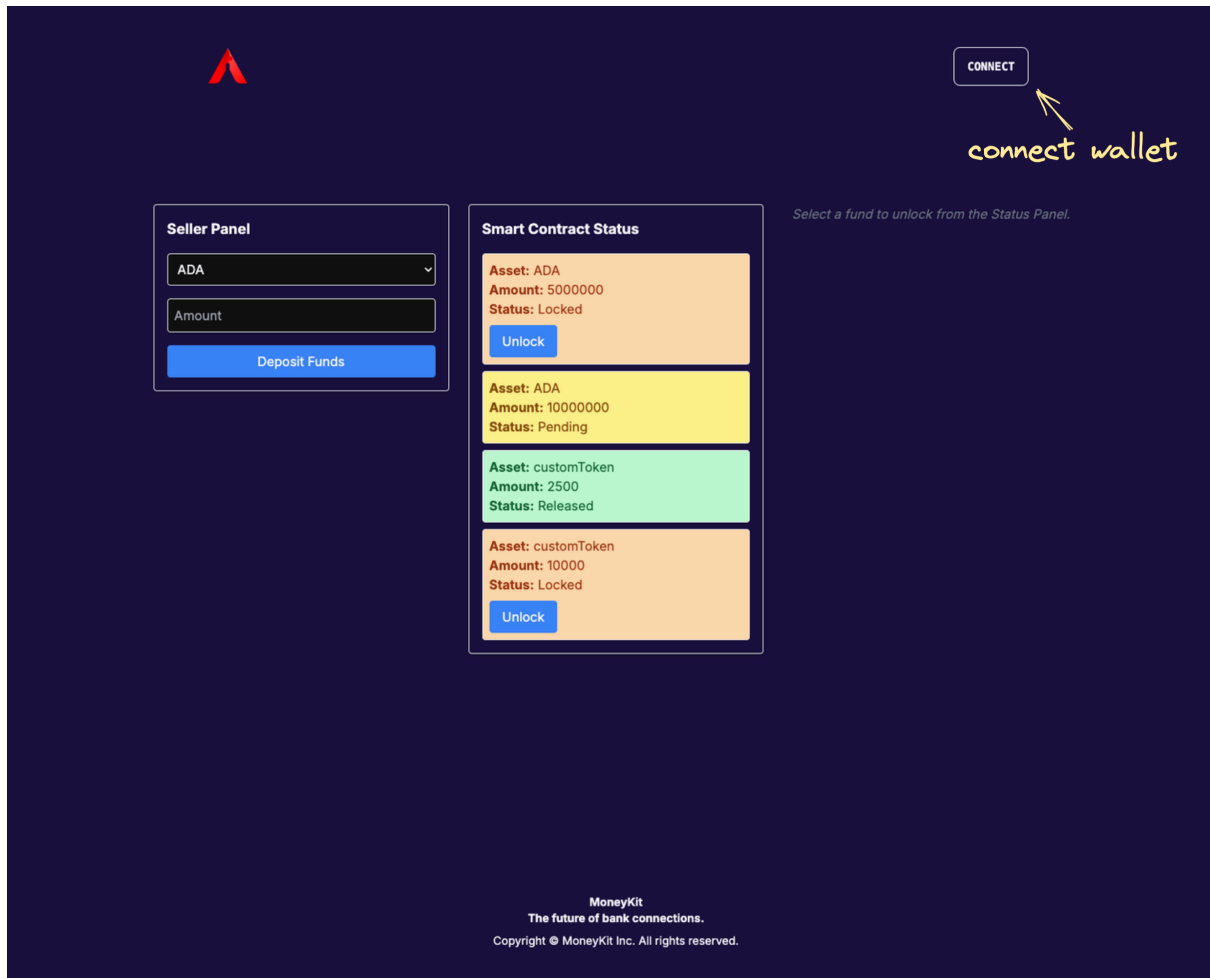 CONNECT
connect wallet
Seller Panel
ADA
Amount
Deposit Funds
Smart Contract Status
Asset: ADA
Amount: 5000000
Status: Locked
Unlock
Asset: ADA
Amount: 10000000
Status: Pending
Asset: customToken
Amount: 2500
Status: Released
Asset: customToken
Amount: 10000
Status: Locked
Unlock
Select a fund to unlock from the Status Panel.
MoneyKit
The future of bank connections.
Copyright © MoneyKit Inc. All rights reserved.